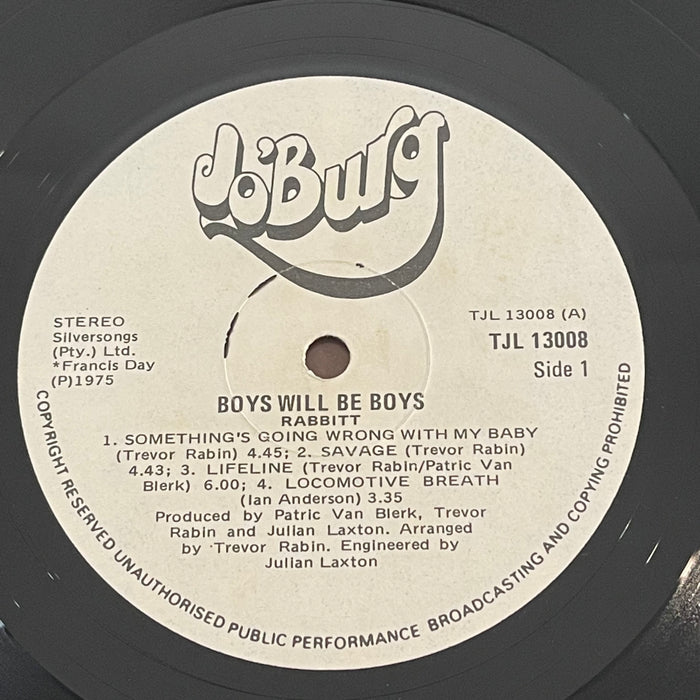 Jo'Burg
STEREO
Silversongs
(Pty.) Ltd.
*Francis Day
(P)1975
TJL 13008 (A)
TJL 13008
Side 1
BOYS WILL BE BOYS
RABBITT
1. SOMETHING'S GOING WRONG WITH MY BABY
(Trevor Rabin) 4.45; 2. SAVAGE (Trevor Rabin)
4.43; 3. LIFELINE (Trevor Rabin/Patric Van
Blerk) 6.00; 4. LOCOMOTIVE BREATH
(Ian Anderson) 3.35
Produced by Patric Van Blerk, Trevor
Rabin and Julian Laxton. Arranged
by Trevor Rabin. Engineered by
Julian Laxton
COPYRIGHT RESERVED UNAUTHORISED PUBLIC PERFORMANCE BROADCASTING AND COPYING PROHIBITED